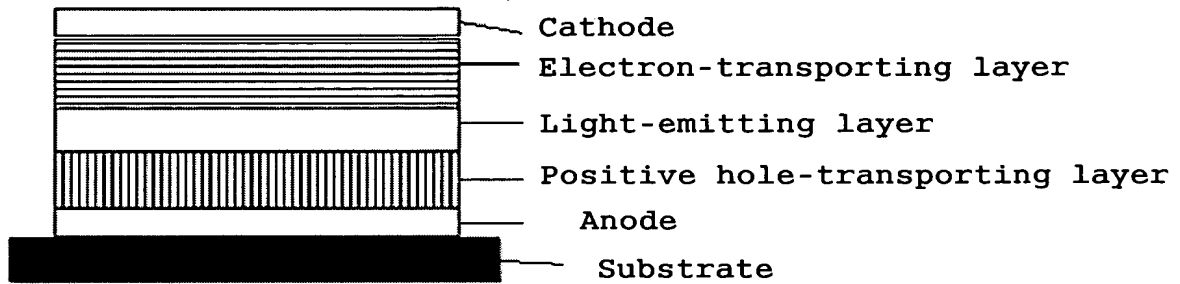 Cathode
Electron-transporting layer
Light-emitting layer
Positive hole-transporting layer
Anode
Substrate